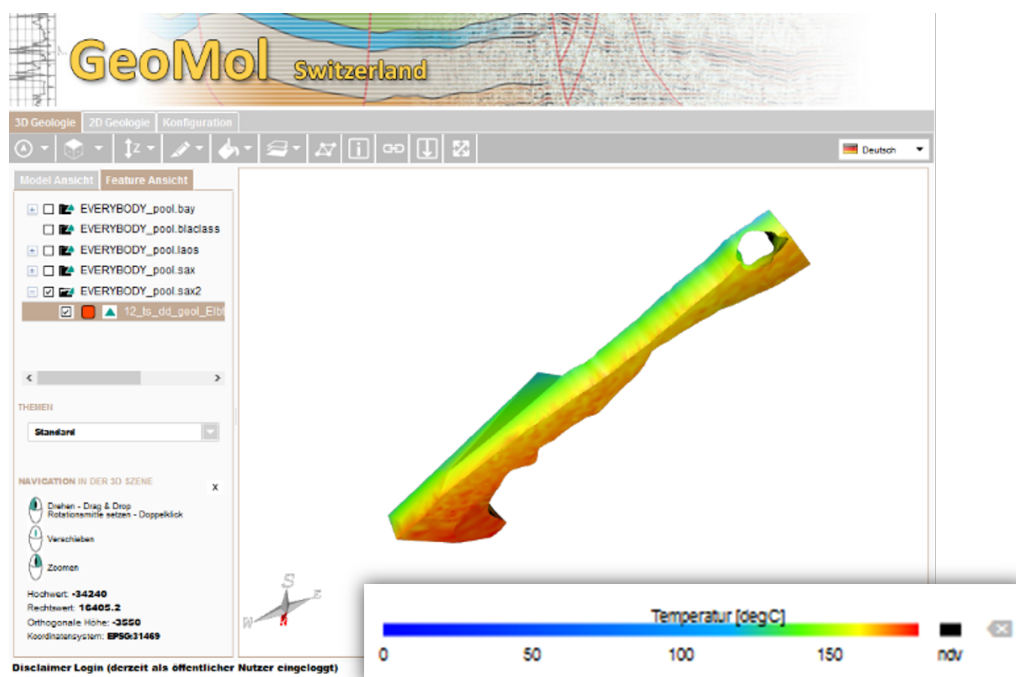 GeoMol Switzerland
3D Geologie 2D Geologie Konfiguration
Z
Deutsch
Model Ansicht Feature Ansicht
EVERYBODY_pool.bay
EVERYBODY_pool.blaclass
EVERYBODY_pool.laos
EVERYBODY_pool.sax
EVERYBODY_pool.sax2
12_ts_dd_geol_Elbt
THEMEN
Standard
NAVIGATION IN DER 3D SZENE
x
Drehen - Drag & Drop
Rotationsmitte setzen - Doppelklick
Verschieben
Zoomen
Hochwert: -34240
Rechtswert: 16405.2
Orthogonale Höhe: -3550
Koordinatensystem: EPSG:31469
S
E
W
N
Disclaimer Login (derzeit als öffentlicher Nutzer eingeloggt)
Temperatur [degC]
0 50 100 150 ndv